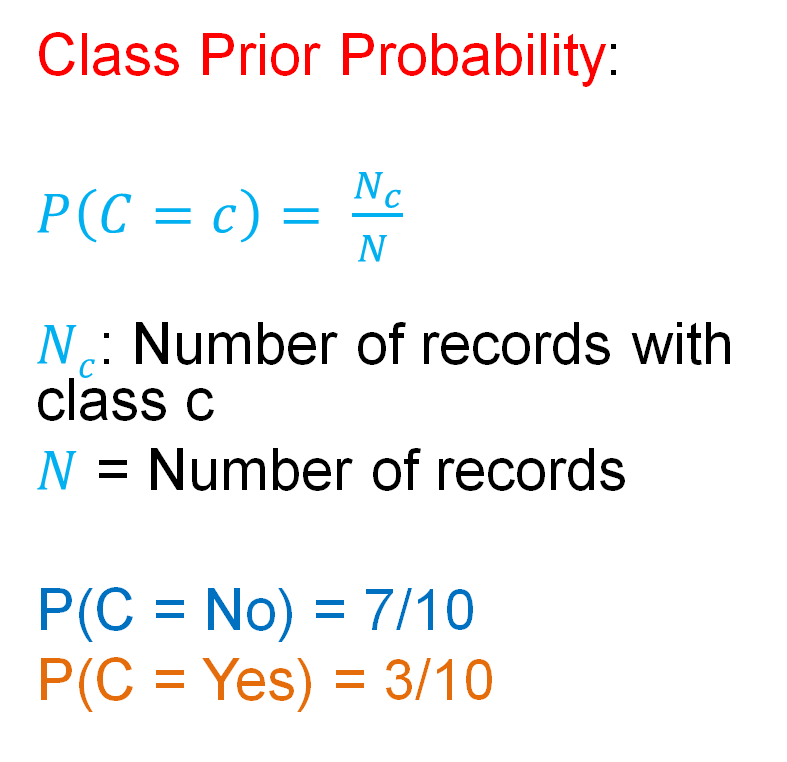 Class Prior Probability:
P(C = c) = N_c/N
N_c: Number of records with
class c
N = Number of records
P(C = No) = 7/10
P(C = Yes) = 3/10